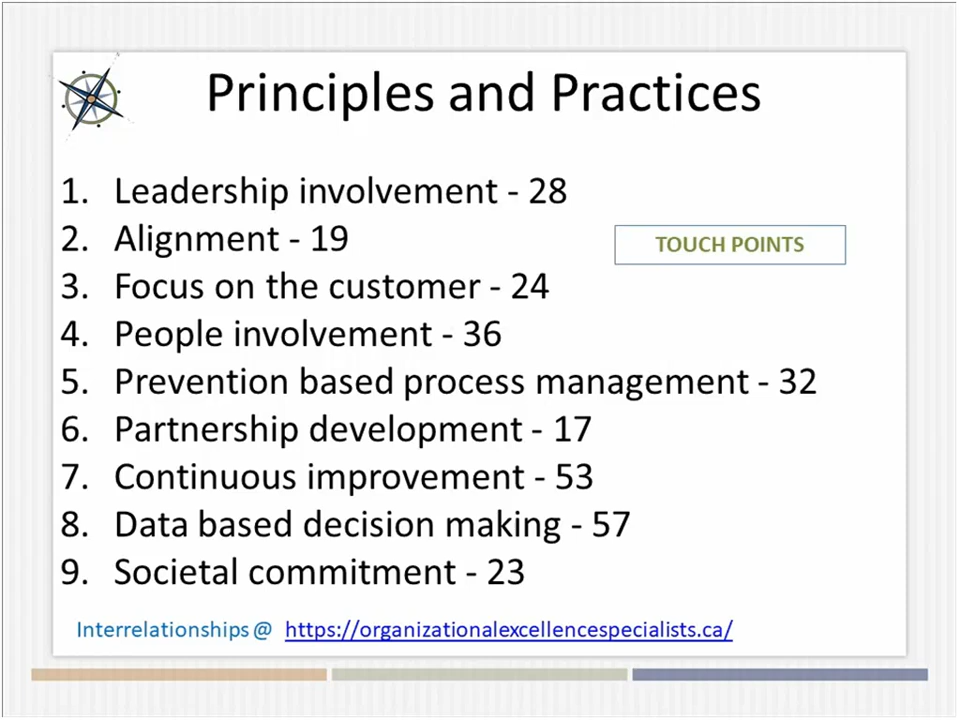 Principles and Practices
1. Leadership involvement - 28
2. Alignment - 19
TOUCH POINTS
3. Focus on the customer - 24
4. People involvement - 36
5. Prevention based process management - 32
6. Partnership development - 17
7. Continuous improvement - 53
8. Data based decision making - 57
9. Societal commitment - 23
Interrelationships @ https://organizationalexcellencespecialists.ca/